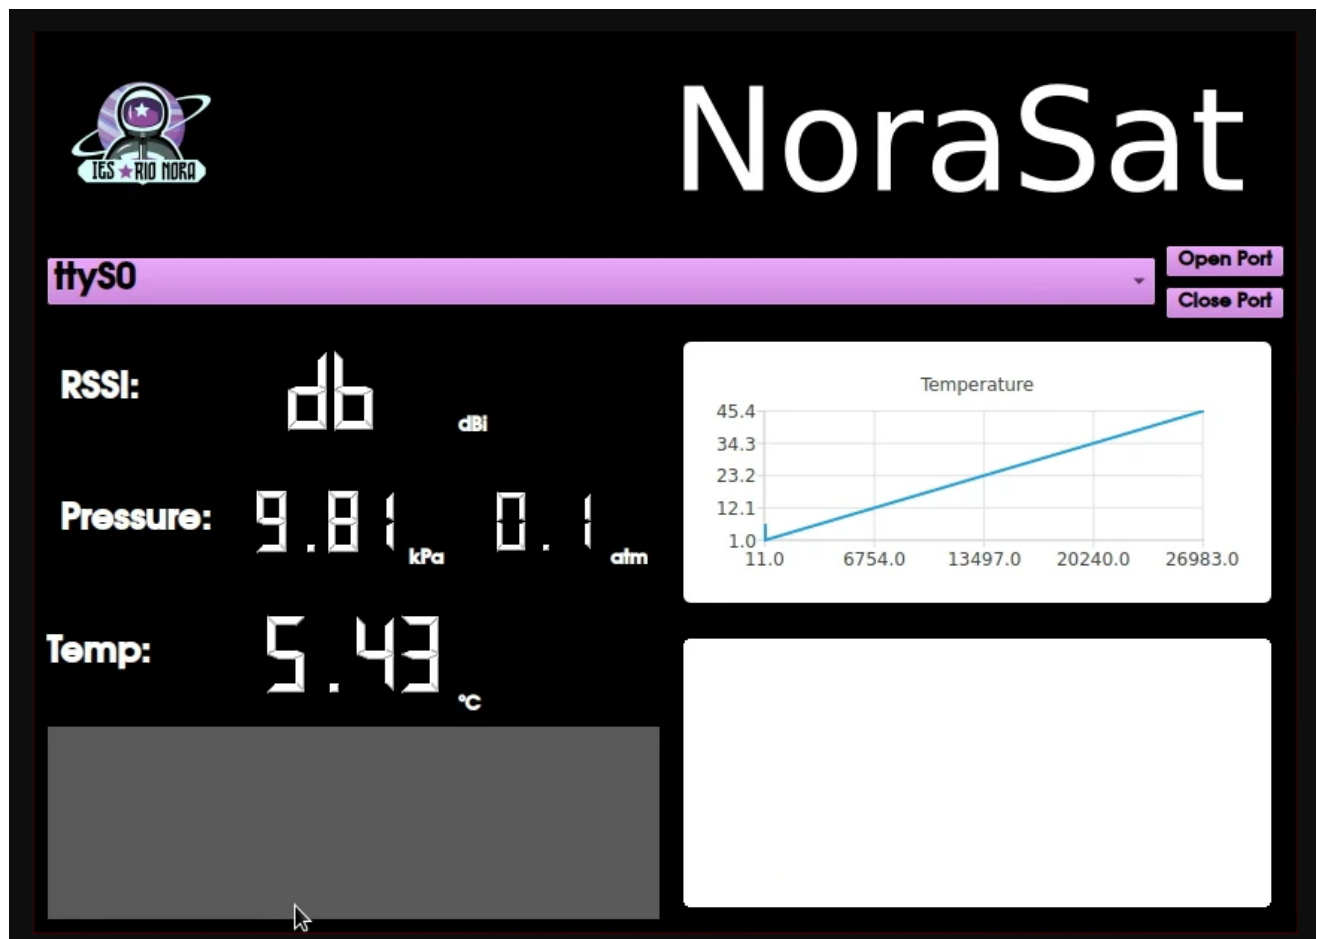 IES ★ RIO NORA
NoraSat
ttyS0
Open Port
Close Port
RSSI:
db
dBi
Pressure:
9.81
kPa
0.1
atm
Temp:
5.43
°C
Temperature
45.4
34.3
23.2
12.1
1.0
11.0 6754.0 13497.0 20240.0 26983.0